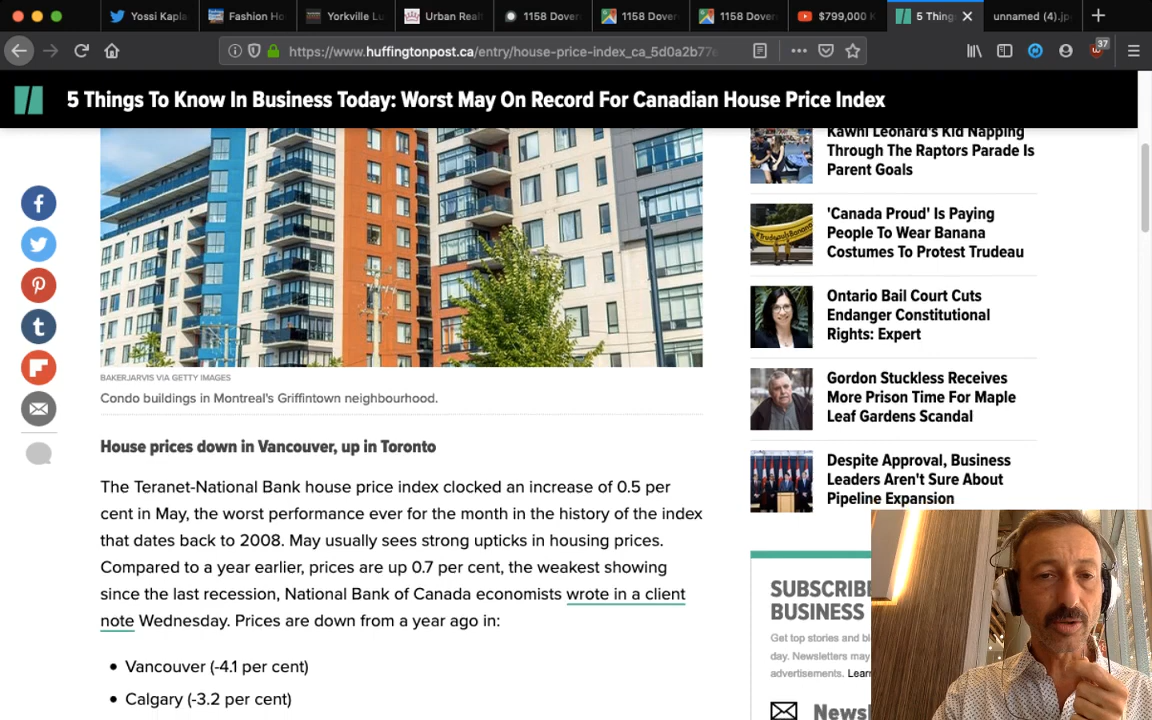 Yossi Kapla
Fashion Ho
Yorkville Lu
Urban Real
1158 Dover
1158 Dover
1158 Dover
$799,000 K
5 Thing
unnamed (4).jp
https://www.huffingtonpost.ca/entry/house-price-index_ca_5d0a2b77e
37
5 Things To Know In Business Today: Worst May On Record For Canadian House Price Index
BAKERJARVIS VIA GETTY IMAGES
Condo buildings in Montreal's Griffintown neighbourhood.
House prices down in Vancouver, up in Toronto
The Teranet-National Bank house price index clocked an increase of 0.5 per
cent in May, the worst performance ever for the month in the history of the index
that dates back to 2008. May usually sees strong upticks in housing prices.
Compared to a year earlier, prices are up 0.7 per cent, the weakest showing
since the last recession, National Bank of Canada economists wrote in a client
note Wednesday. Prices are down from a year ago in:
• Vancouver (-4.1 per cent)
• Calgary (-3.2 per cent)
Kawhi Leonard's Kid Napping
Through The Raptors Parade Is
Parent Goals
'Canada Proud' Is Paying
People To Wear Banana
Costumes To Protest Trudeau
Ontario Bail Court Cuts
Endanger Constitutional
Rights: Expert
Gordon Stuckless Receives
More Prison Time For Maple
Leaf Gardens Scandal
Despite Approval, Business
Leaders Aren't Sure About
Pipeline Expansion
SUBSCRIBE
BUSINESS
Get top stories and bl
day. Newsletters may
advertisements. Lear
Newsl